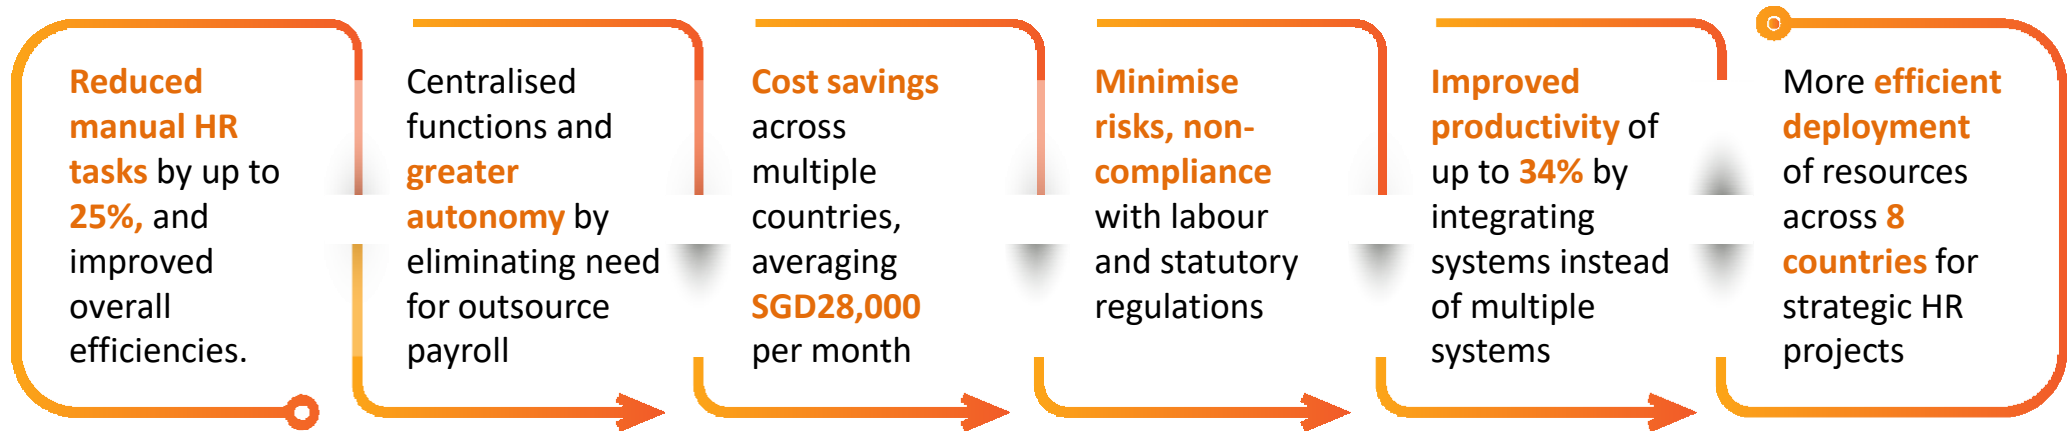 Reduced
manual HR
tasks by up to
25%, and
improved
overall
efficiencies.
Centralised
functions and
greater
autonomy by
eliminating need
for outsource
payroll
Cost savings
across
multiple
countries,
averaging
SGD28,000
per month
Minimise
risks, non-
compliance
with labour
and statutory
regulations
Improved
productivity of
up to 34% by
integrating
systems instead
of multiple
systems
More efficient
deployment
of resources
across 8
countries for
strategic HR
projects